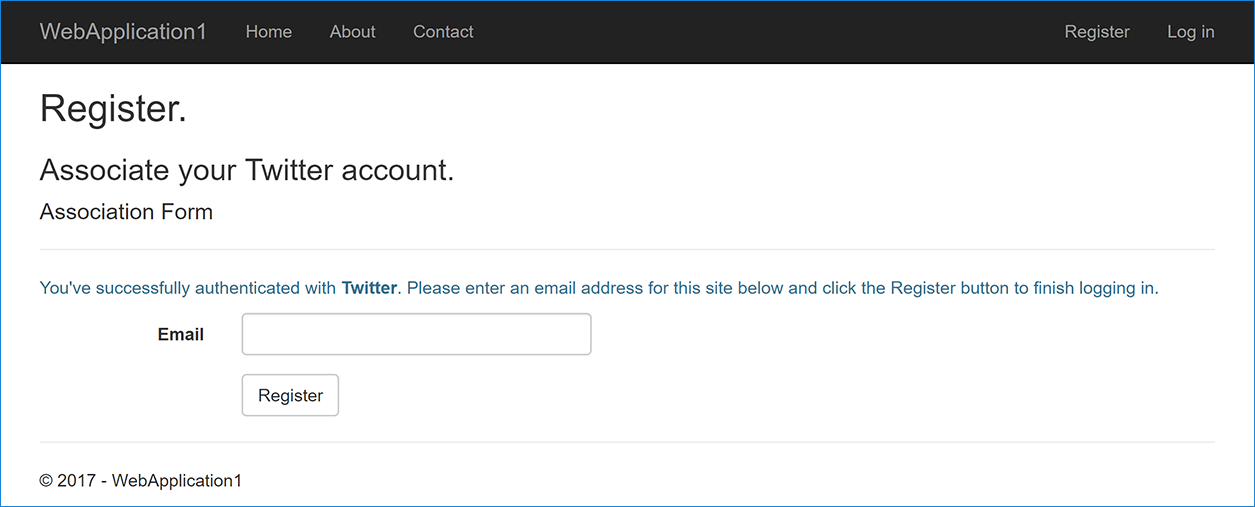 WebApplication1 Home About Contact Register Log in
Register.
Associate your Twitter account.
Association Form
You've successfully authenticated with Twitter. Please enter an email address for this site below and click the Register button to finish logging in.
Email
Register
© 2017 - WebApplication1